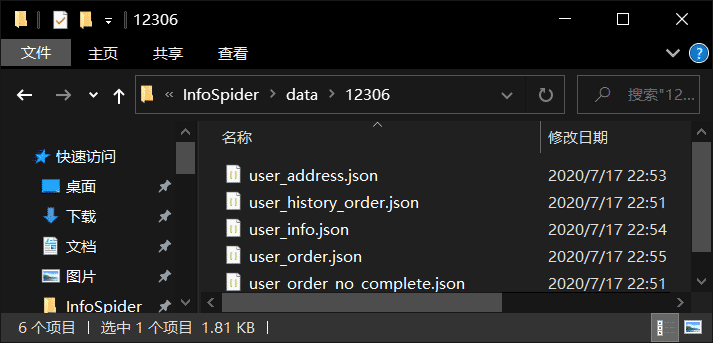 12306
文件 主页 共享 查看
« InfoSpider > data > 12306 搜索"12...
名称 修改日期
快速访问
桌面
下载
文档
图片
InfoSpider
user_address.json 2020/7/17 22:53
user_history_order.json 2020/7/17 22:51
user_info.json 2020/7/17 22:54
user_order.json 2020/7/17 22:55
user_order_no_complete.json 2020/7/17 22:51
6 个项目 选中 1 个项目 1.81 KB